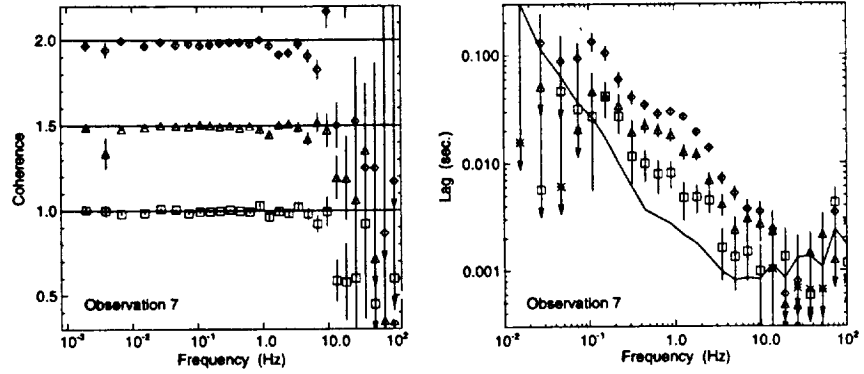 2.0
1.5
1.0
0.5
Coherence
Observation 7
10⁻³ 10⁻² 10⁻¹ 1.0 10.0 10²
Frequency (Hz)
0.100
0.010
0.001
Lag (sec.)
Observation 7
10⁻² 10⁻¹ 1.0 10.0 10²
Frequency (Hz)